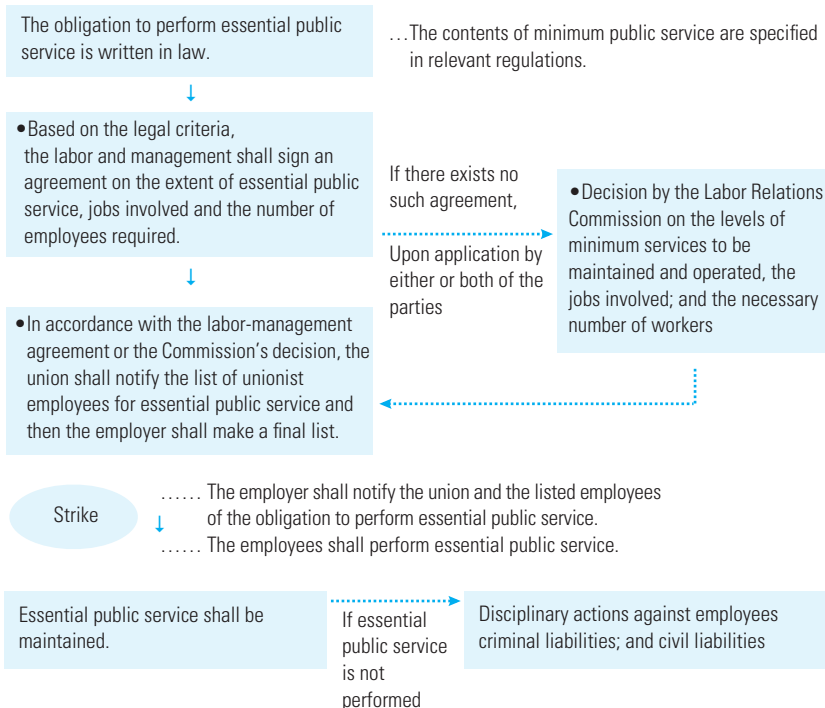 The obligation to perform essential public
service is written in law.
...The contents of minimum public service are specified
in relevant regulations.
↓
•Based on the legal criteria,
the labor and management shall sign an
agreement on the extent of essential public
service, jobs involved and the number of
employees required.
If there exists no
such agreement,
Upon application by
either or both of the
parties
•Decision by the Labor Relations
Commission on the levels of
minimum services to be
maintained and operated, the
jobs involved; and the necessary
number of workers
↓
•In accordance with the labor-management
agreement or the Commission's decision, the
union shall notify the list of unionist
employees for essential public service and
then the employer shall make a final list.
Strike
...... The employer shall notify the union and the listed employees
of the obligation to perform essential public service.
↓
...... The employees shall perform essential public service.
Essential public service shall be
maintained.
If essential
public service
is not
performed
Disciplinary actions against employees
criminal liabilities; and civil liabilities